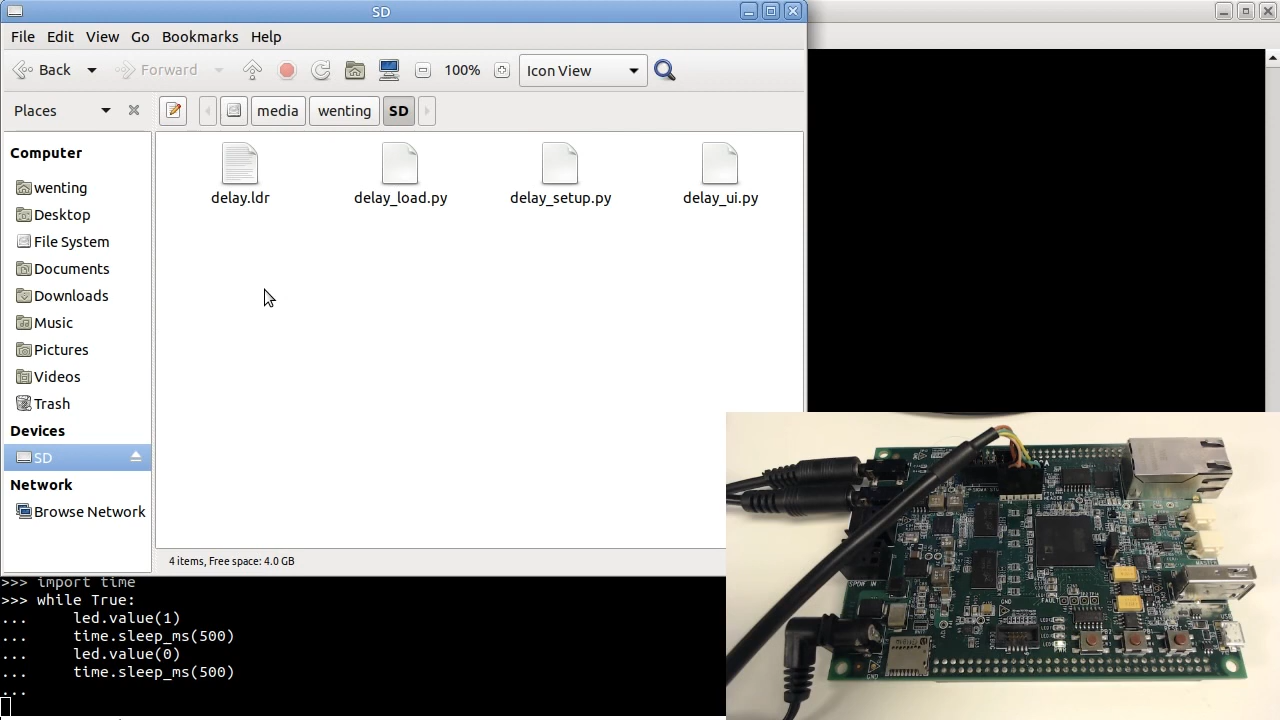 SD
File Edit View Go Bookmarks Help
Back Forward 100% Icon View
Places media wenting SD
Computer
wenting
Desktop
File System
Documents
Downloads
Music
Pictures
Videos
Trash
Devices
SD
Network
Browse Network
delay.ldr delay_load.py delay_setup.py delay_ui.py
4 items, Free space: 4.0 GB
>>> import time
>>> while True:
... led.value(1)
... time.sleep_ms(500)
... led.value(0)
... time.sleep_ms(500)
...
GND
GND